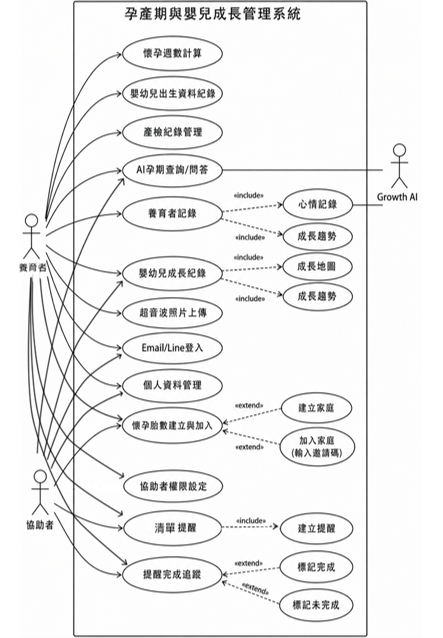 孕產期與嬰兒成長管理系統
懷孕週數計算
嬰幼兒出生資料紀錄
產檢紀錄管理
AI孕期查詢/問答
Growth AI
«include»
心情記錄
養育者記錄
«include»
成長趨勢
養育者
«include»
成長地圖
嬰幼兒成長紀錄
«include»
成長趨勢
超音波照片上傳
Email/Line登入
個人資料管理
«extend»
建立家庭
懷孕胎數建立與加入
«extend»
加入家庭
(輸入邀請碼)
協助者權限設定
協助者
清單提醒
«include»
建立提醒
«extend»
標記完成
提醒完成追蹤
«extend»
標記未完成